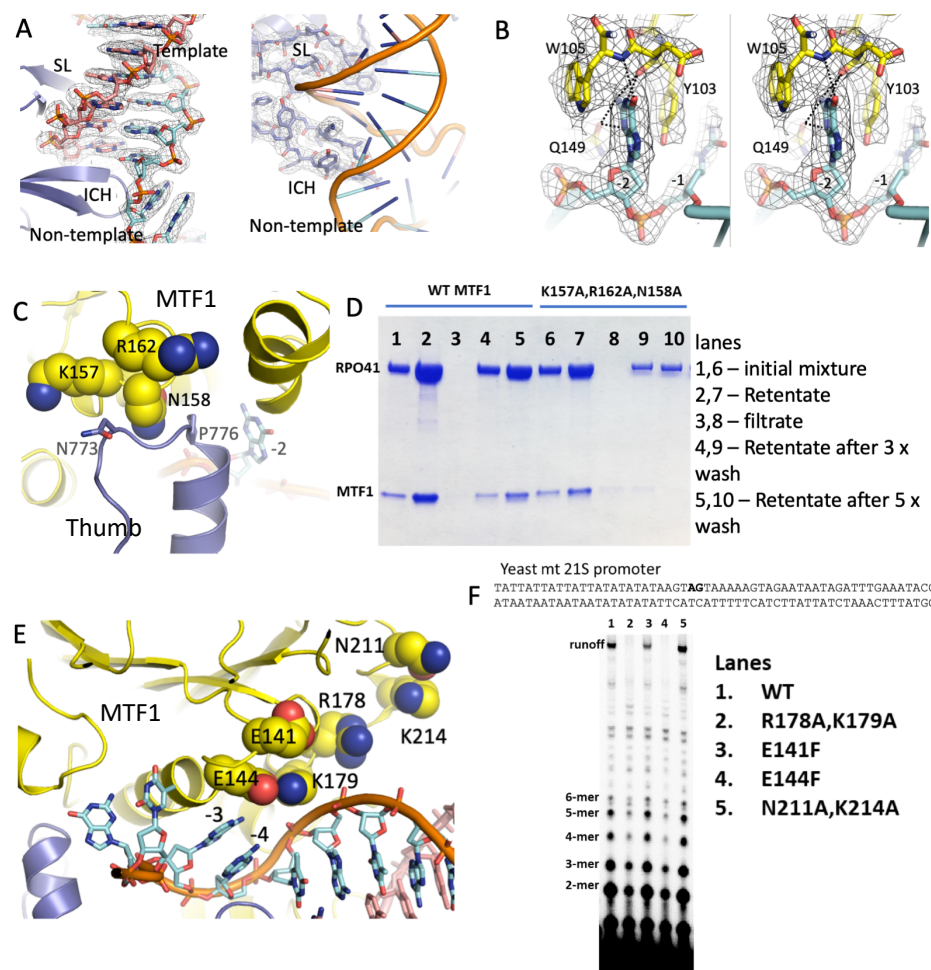 A
Template
SL
ICH
Non-template
SL
ICH
Non-template
B
W105
Y103
Q149
-2
-1
W105
Y103
Q149
-2
-1
C
MTF1
R162
K157
N158
N773
P776
-2
Thumb
D
WT MTF1
K157A,R162A,N158A
1 2 3 4 5 6 7 8 9 10
RPO41
MTF1
lanes
1,6 – initial mixture
2,7 – Retentate
3,8 – filtrate
4,9 – Retentate after 3 x
wash
5,10 – Retentate after 5 x
wash
E
MTF1
N211
R178
K214
E141
E144
K179
-3
-4
F
Yeast mt 21S promoter
TATTATTATTATTATATATATATAAGTAGTAAAAAGTAGAATAATAGATTTGAAATACC
ATAATAATAATAATATATATATATTCATCATTTTTCATCTTATTATCTAAACTTTATGG
1 2 3 4 5
runoff
6-mer
5-mer
4-mer
3-mer
2-mer
Lanes
1. WT
2. R178A,K179A
3. E141F
4. E144F
5. N211A,K214A